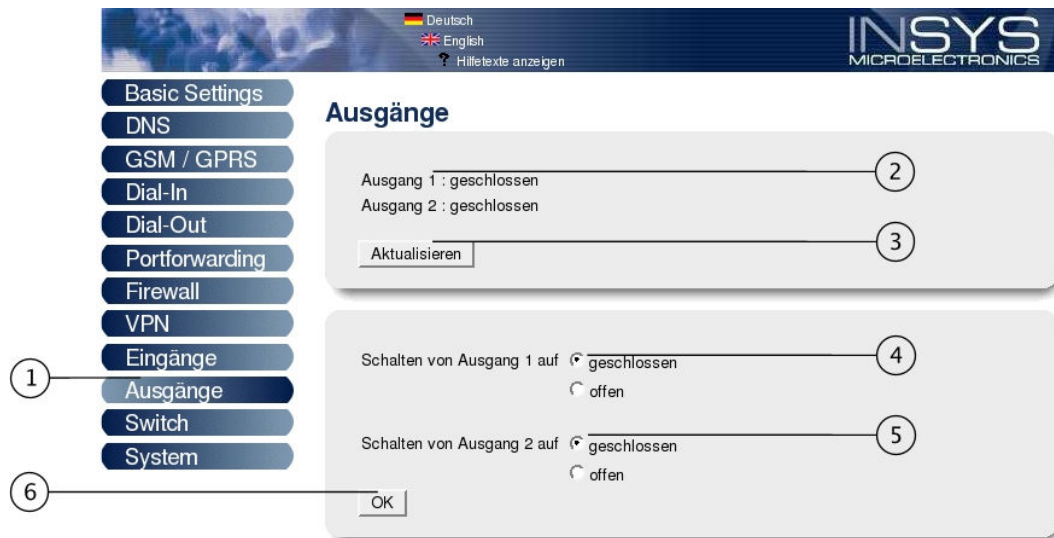 Deutsch
English
? Hilfetexte anzeigen
INSYS
MICROELECTRONICS
Basic Settings
DNS
GSM / GPRS
Dial-In
Dial-Out
Portforwarding
Firewall
VPN
Eingänge
Ausgänge
Switch
System
1
6
Ausgänge
Ausgang 1 : geschlossen
2
Ausgang 2 : geschlossen
Aktualisieren
3
Schalten von Ausgang 1 auf geschlossen
4
offen
Schalten von Ausgang 2 auf geschlossen
5
offen
OK